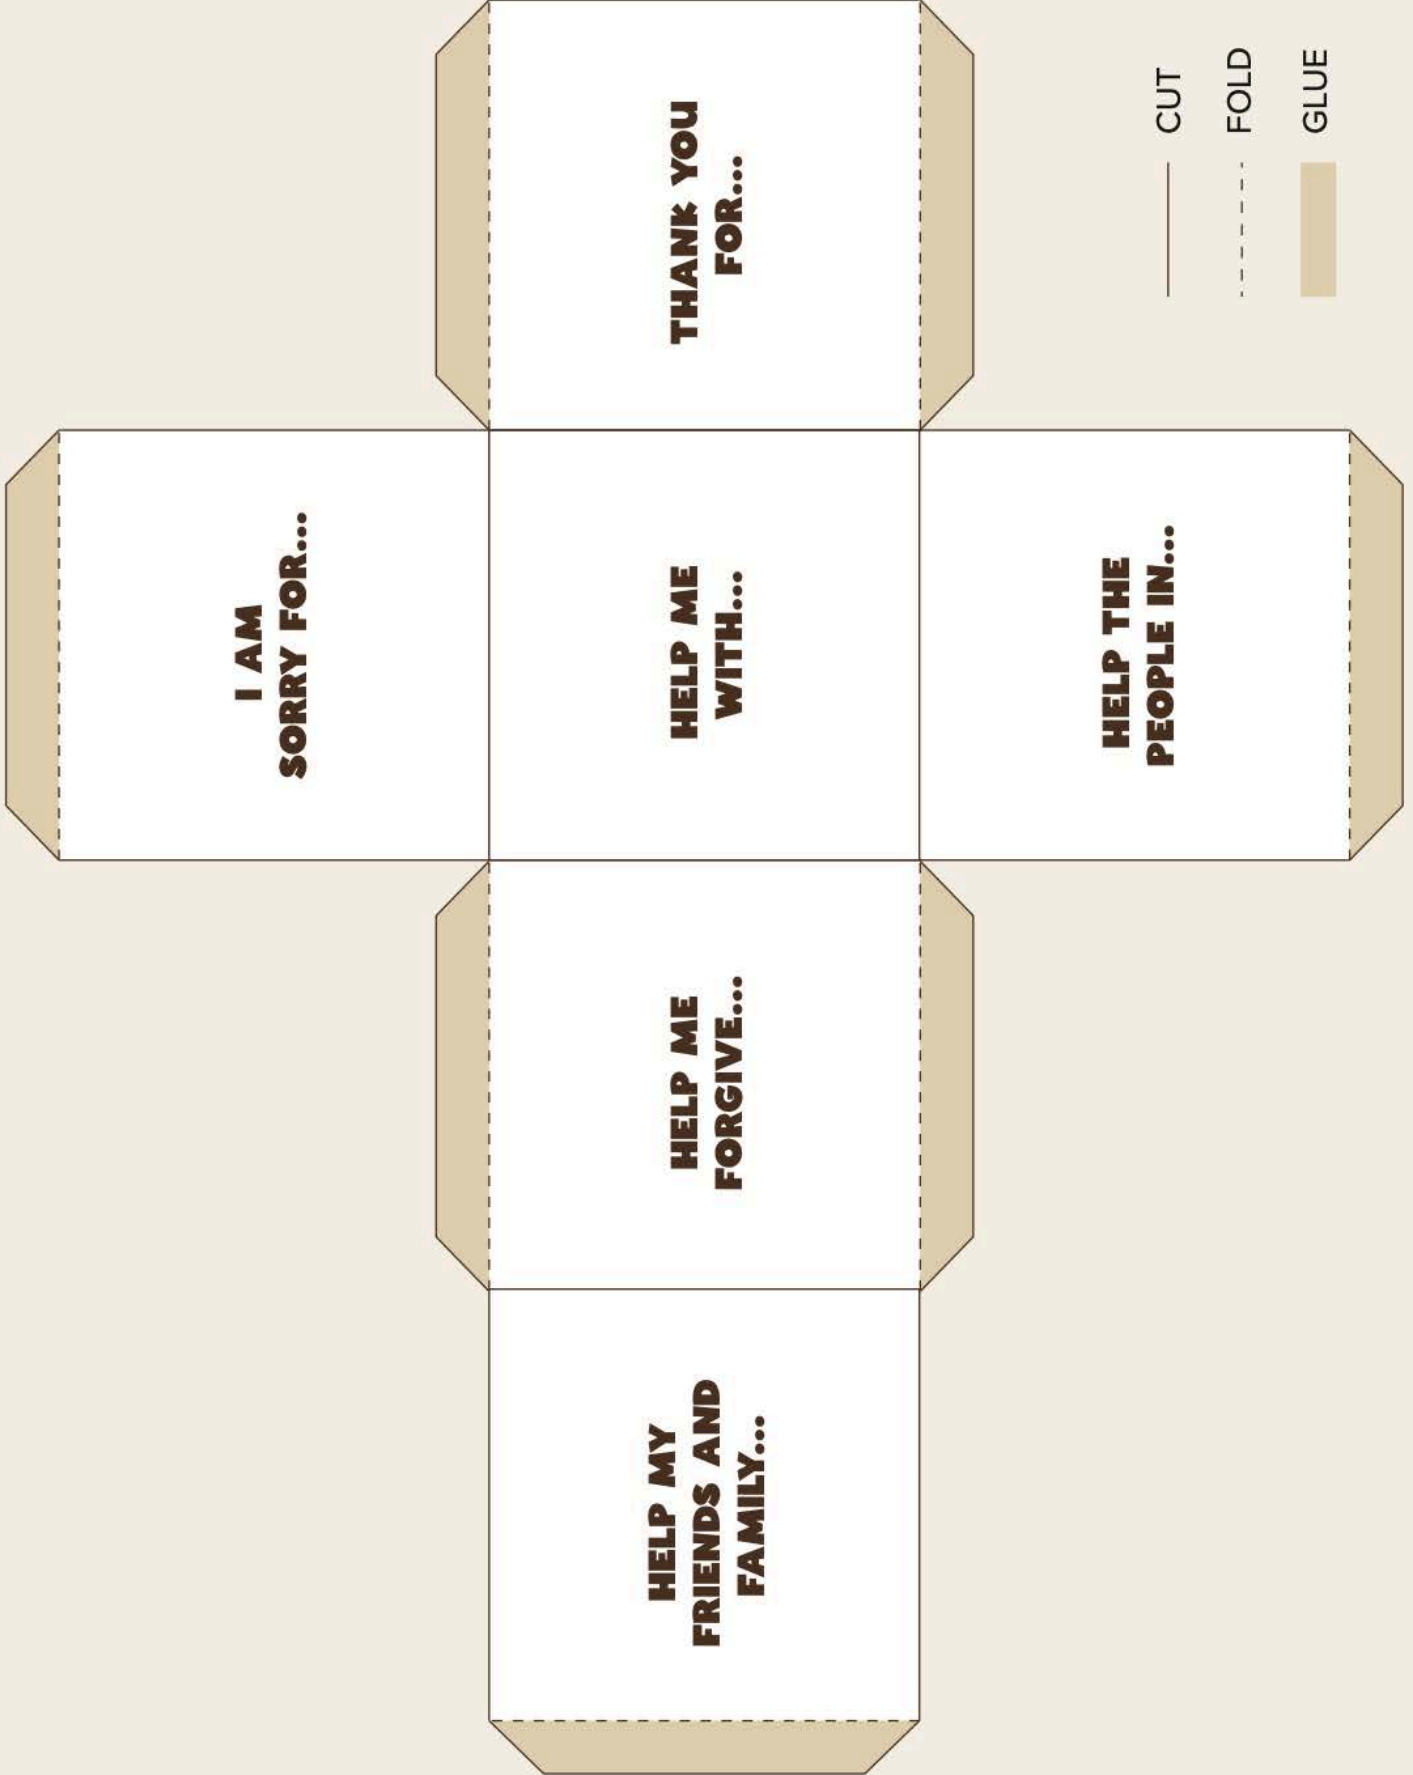 I AM
SORRY FOR...
HELP MY
FRIENDS AND
FAMILY...
HELP ME
FORGIVE...
HELP ME
WITH...
THANK YOU
FOR...
HELP THE
PEOPLE IN...
CUT
FOLD
GLUE